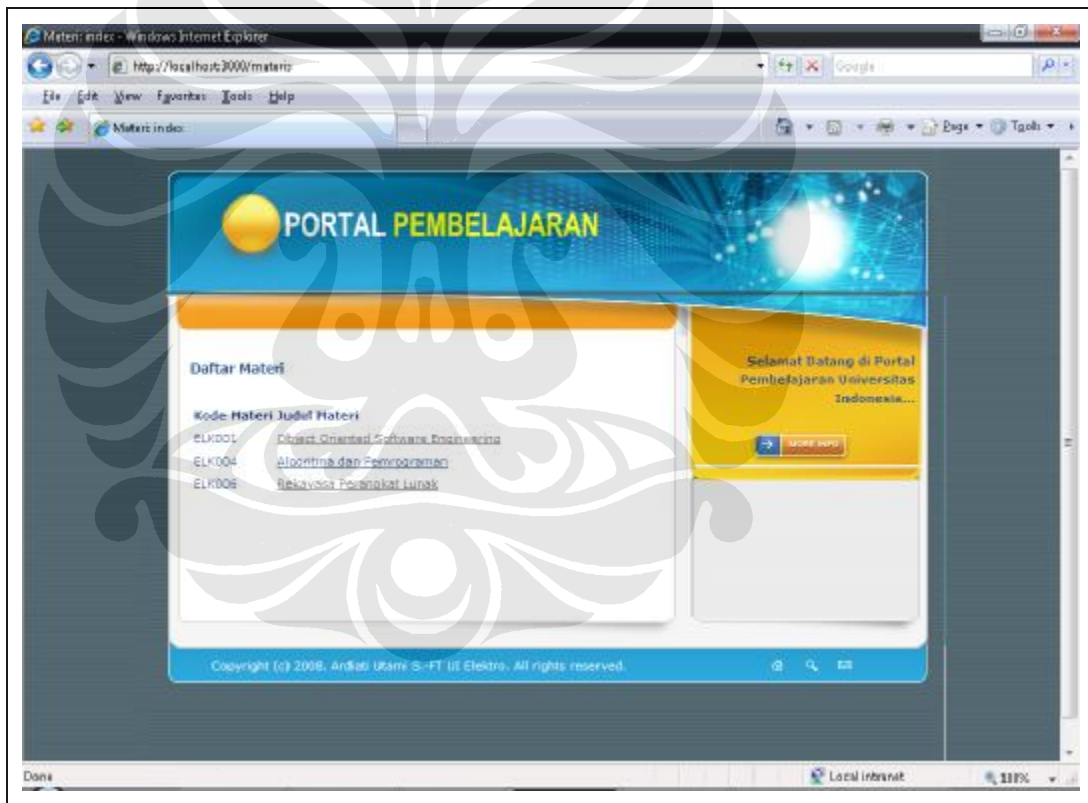 Materi: index - Windows Internet Explorer
http://localhost:3000/materis
Google
File Edit View Favorites Tools Help
Materi: index
Page Tools
PORTAL PEMBELAJARAN
Daftar Materi
Selamat Datang di Portal
Pembelajaran Universitas
Indonesia...
Kode Materi Judul Materi
ELK001 Object Oriented Software Engineering
ELK004 Algoritma dan Pemrograman
ELK006 Rekayasa Perangkat Lunak
MORE INFO
Copyright (c) 2008, Ardiati Utami S.-FT UI Elektro. All rights reserved.
Done
Local intranet